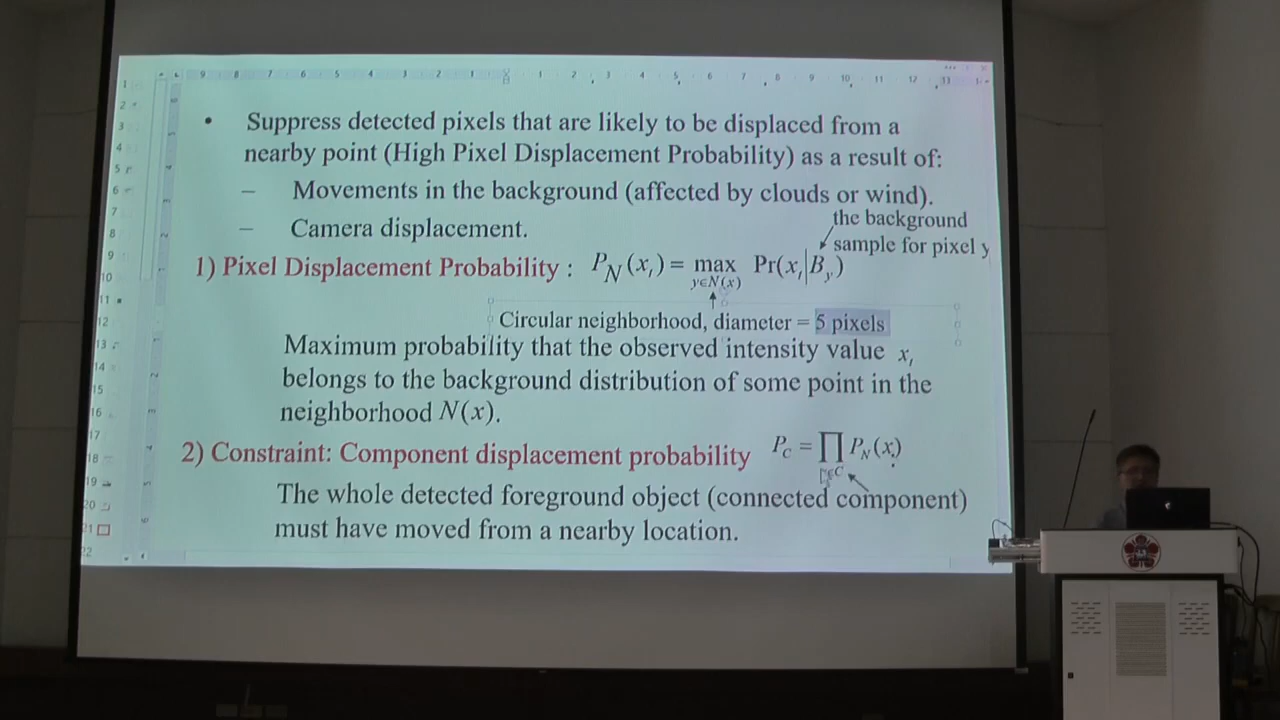 • Suppress detected pixels that are likely to be displaced from a
nearby point (High Pixel Displacement Probability) as a result of:
– Movements in the background (affected by clouds or wind).
– Camera displacement.
the background
sample for pixel y
1) Pixel Displacement Probability : P_N(x_t) = max_{y∈N(x)} Pr(x_t|B_y)
Circular neighborhood, diameter = 5 pixels
Maximum probability that the observed intensity value x_t
belongs to the background distribution of some point in the
neighborhood N(x).
2) Constraint: Component displacement probability P_C = ∏_{x∈C} P_N(x)
The whole detected foreground object (connected component)
must have moved from a nearby location.